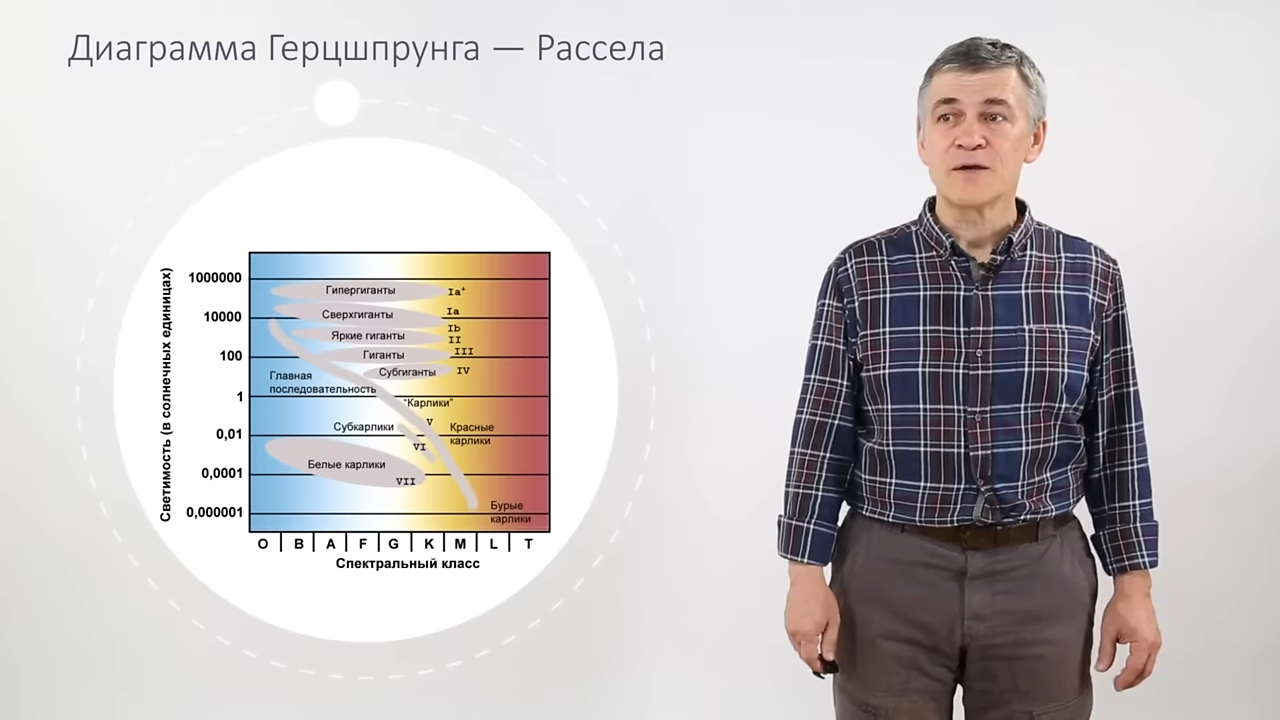 Диаграмма Герцшпрунга — Рассела
Светимость (в солнечных единицах)
1000000
10000
100
1
0,01
0,0001
0,000001
Гипергиганты
Ia+
Сверхгиганты
Ia
Ib
Яркие гиганты
II
Гиганты
III
Субгиганты
IV
Главная
последовательность
"Карлики"
V
Субкарлики
VI
Красные
карлики
Белые карлики
VII
Бурые
карлики
O B A F G K M L T
Спектральный класс